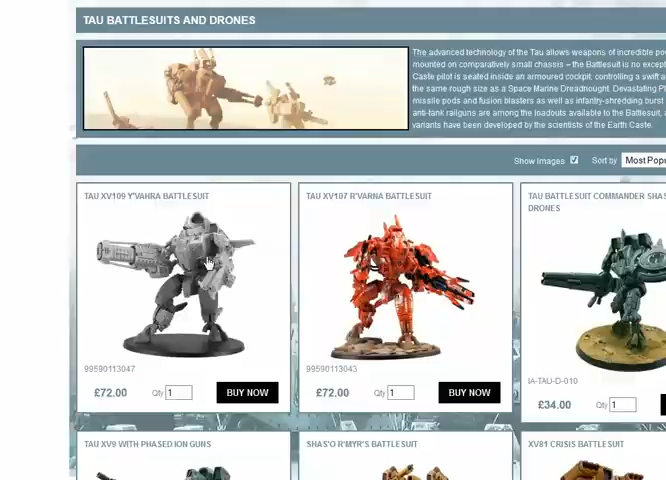 TAU BATTLESUITS AND DRONES
The advanced technology of the Tau allows weapons of incredible
mounted on comparatively small chassis – the Battlesuit is no
Castle pilot is seated inside an armoured cockpit, controlling a swift
the same rough size as a Space Marine Dreadnought. Devastating
missile pods and fusion blasters as well as infantry-shredding burst
anti-tank railguns are among the loadouts available to the Battlesuit,
variants have been developed by the scientists of the Earth Caste.
Show Images Sort by Most
TAU XV109 Y'VAHRA BATTLESUIT
99590113047
£72.00 Qty 1 BUY NOW
TAU XV107 R'VARNA BATTLESUIT
99590113043
£72.00 Qty 1 BUY NOW
TAU BATTLESUIT COMMANDER
DRONES
IA-TAU-D-010
£34.00 Qty 1
TAU XV9 WITH PHASED ION GUNS
SHAS'O R'MYR'S BATTLESUIT
XV81 CRISIS BATTLESUIT